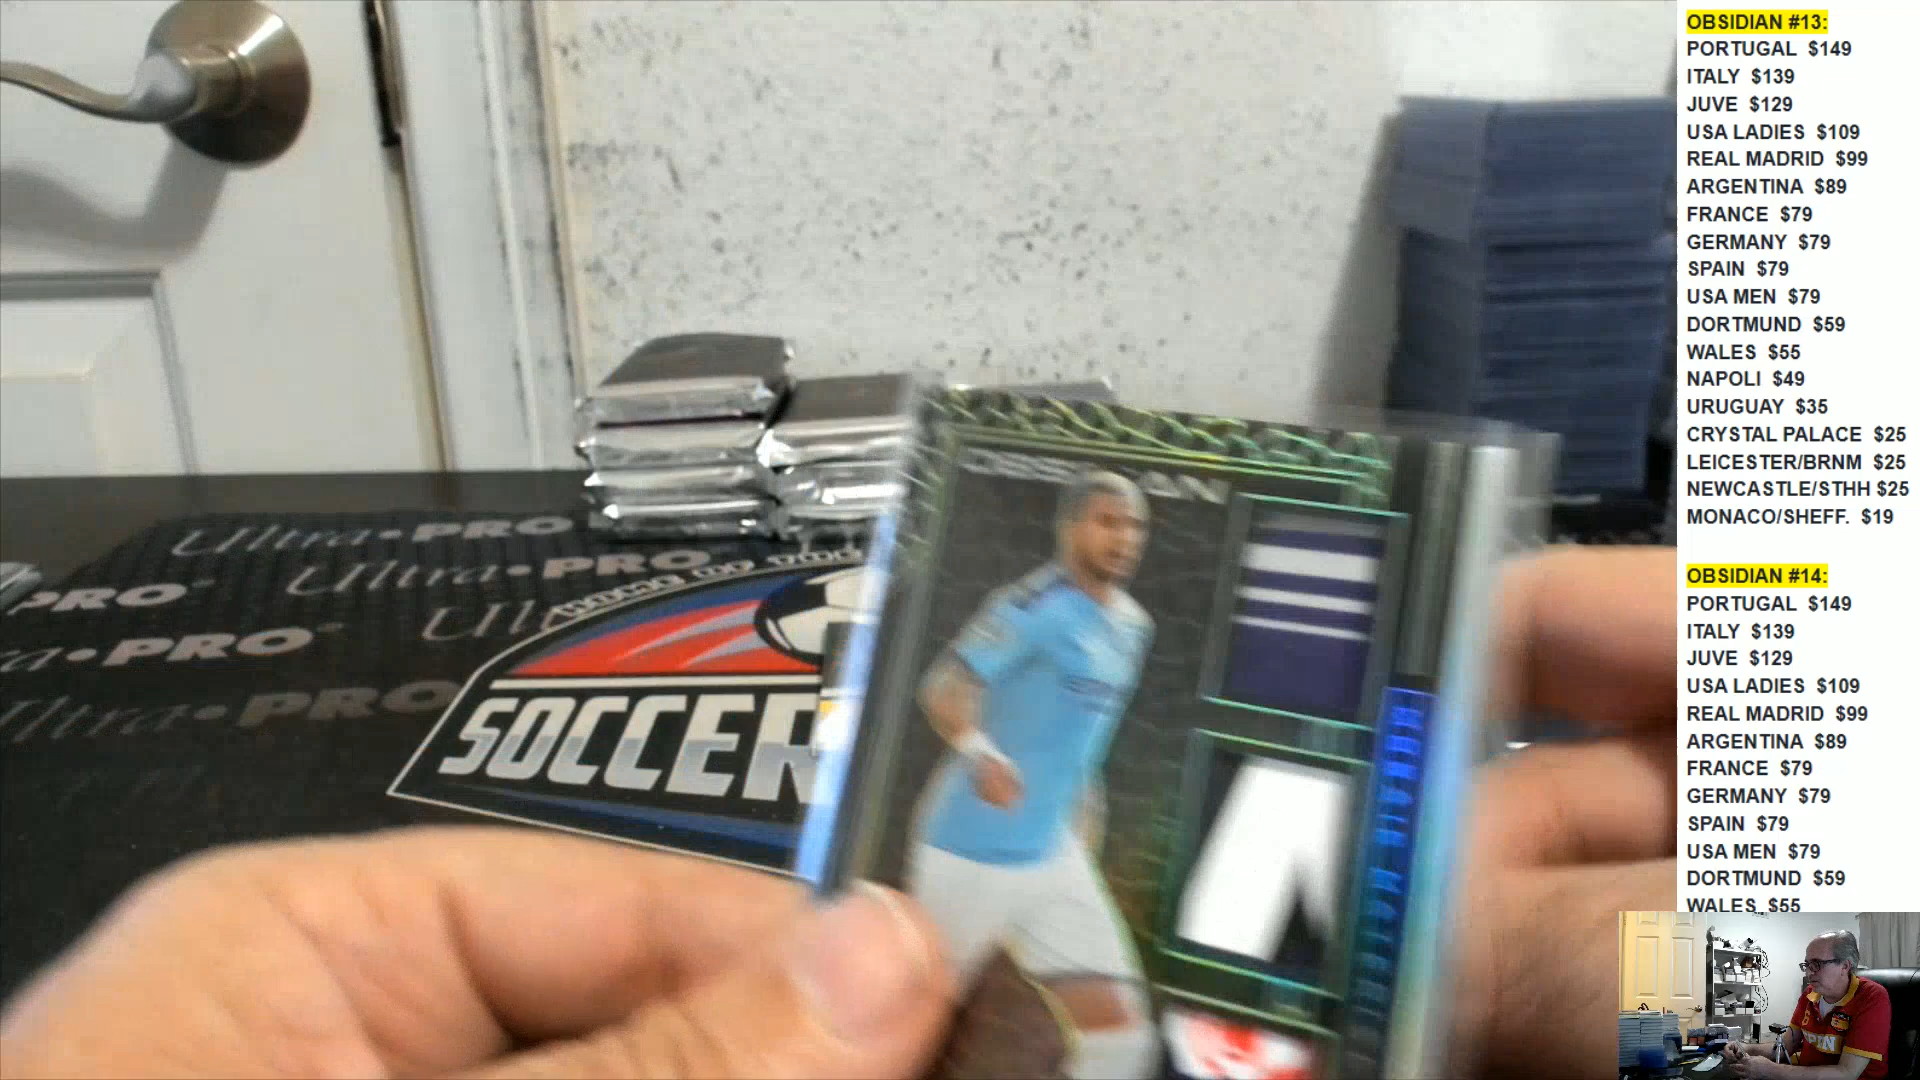 OBSIDIAN #13:
PORTUGAL $149
ITALY $139
JUVE $129
USA LADIES $109
REAL MADRID $99
ARGENTINA $89
FRANCE $79
GERMANY $79
SPAIN $79
USA MEN $79
DORTMUND $59
WALES $55
NAPOLI $49
URUGUAY $35
CRYSTAL PALACE $25
LEICESTER/BRNM $25
NEWCASTLE/STHH $25
MONACO/SHEFF. $19
OBSIDIAN #14:
PORTUGAL $149
ITALY $139
JUVE $129
USA LADIES $109
REAL MADRID $99
ARGENTINA $89
FRANCE $79
GERMANY $79
SPAIN $79
USA MEN $79
DORTMUND $59
WALES $55
Ultra•PRO
Ultra•PRO
PRO
a•PRO
Ultra•PRO
SOCCER